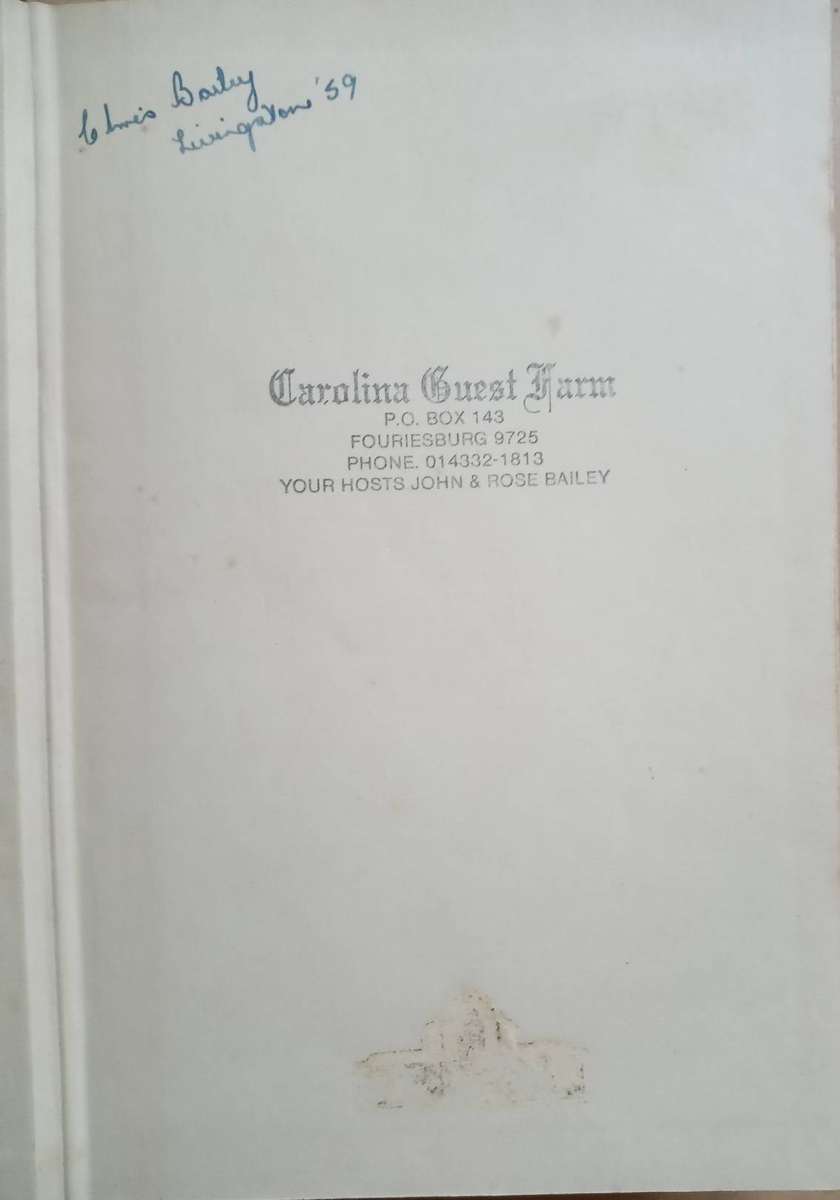 Chris Bailey
Livingstone '59
Carolina Guest Farm
P.O. BOX 143
FOURIESBURG 9725
PHONE. 014332-1813
YOUR HOSTS JOHN & ROSE BAILEY